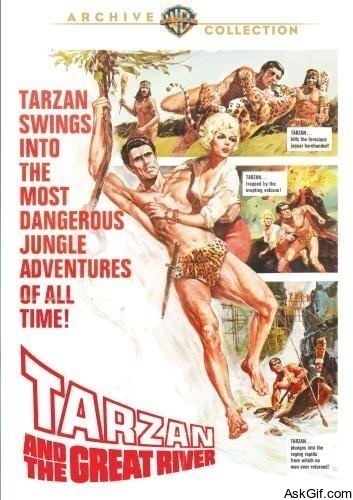 ARCHIVE WB COLLECTION
TARZAN
SWINGS
INTO
THE
MOST
DANGEROUS
JUNGLE
ADVENTURES
OF ALL
TIME!
TARZAN...
kills the ferocious
jaguar barehanded!
TARZAN...
trapped by the
erupting volcano!
TARZAN...
plunges into the
raging rapids
from which no
man ever returned!
TARZAN
AND
THE GREAT RIVER
AskGif.com